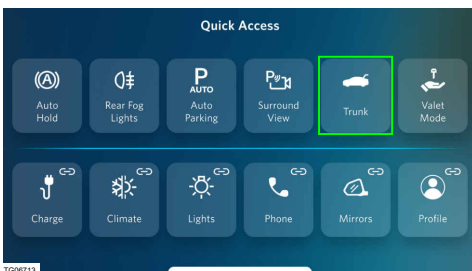 Quick Access
A
P
AUTO
P
Auto
Hold
Rear Fog
Lights
Auto
Parking
Surround
View
Trunk
Valet
Mode
Charge
Climate
Lights
Phone
Mirrors
Profile
TG06713